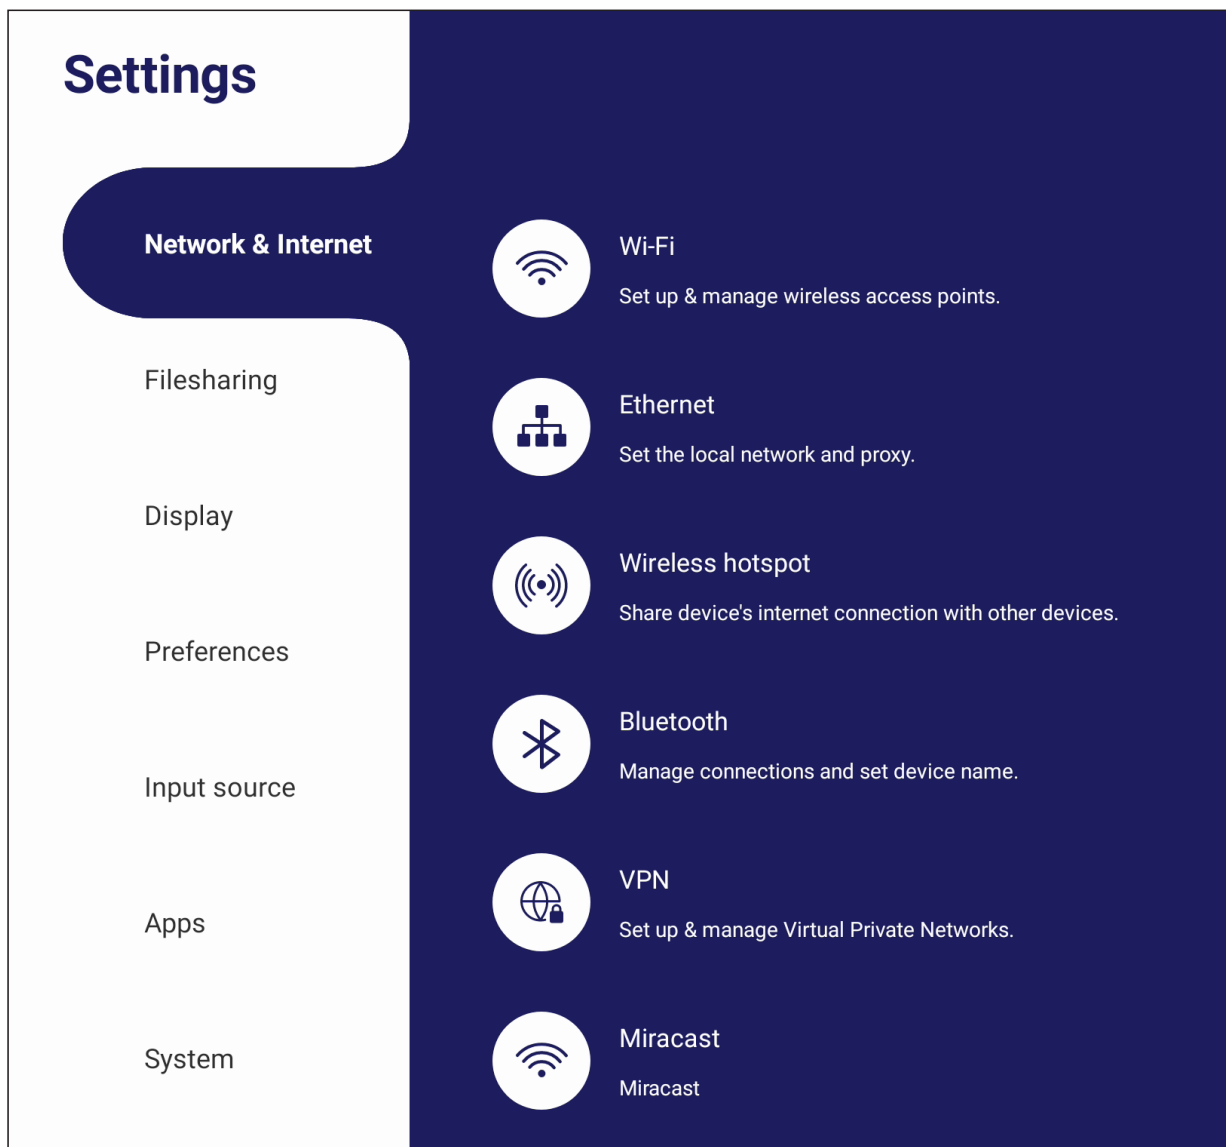 Settings
Network & Internet
Filesharing
Display
Preferences
Input source
Apps
System
Wi-Fi
Set up & manage wireless access points.
Ethernet
Set the local network and proxy.
Wireless hotspot
Share device's internet connection with other devices.
Bluetooth
Manage connections and set device name.
VPN
Set up & manage Virtual Private Networks.
Miracast
Miracast